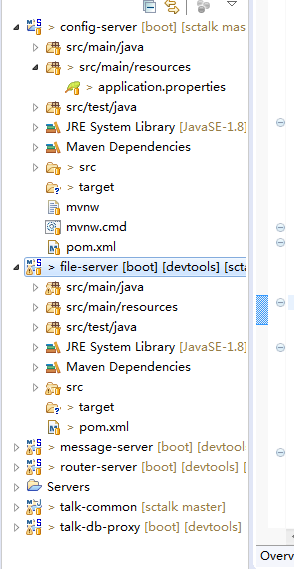 > config-server [boot] [sctalk master]
src/main/java
> src/main/resources
> application.properties
> src/test/java
JRE System Library [JavaSE-1.8]
Maven Dependencies
> src
> target
mvnw
mvnw.cmd
pom.xml
> file-server [boot] [devtools] [scta
src/main/java
src/main/resources
src/test/java
JRE System Library [JavaSE-1.8]
Maven Dependencies
src
> target
> pom.xml
> message-server [boot] [devtools
> router-server [boot] [devtools] [
Servers
> talk-common [sctalk master]
> talk-db-proxy [boot] [devtools]
Overv